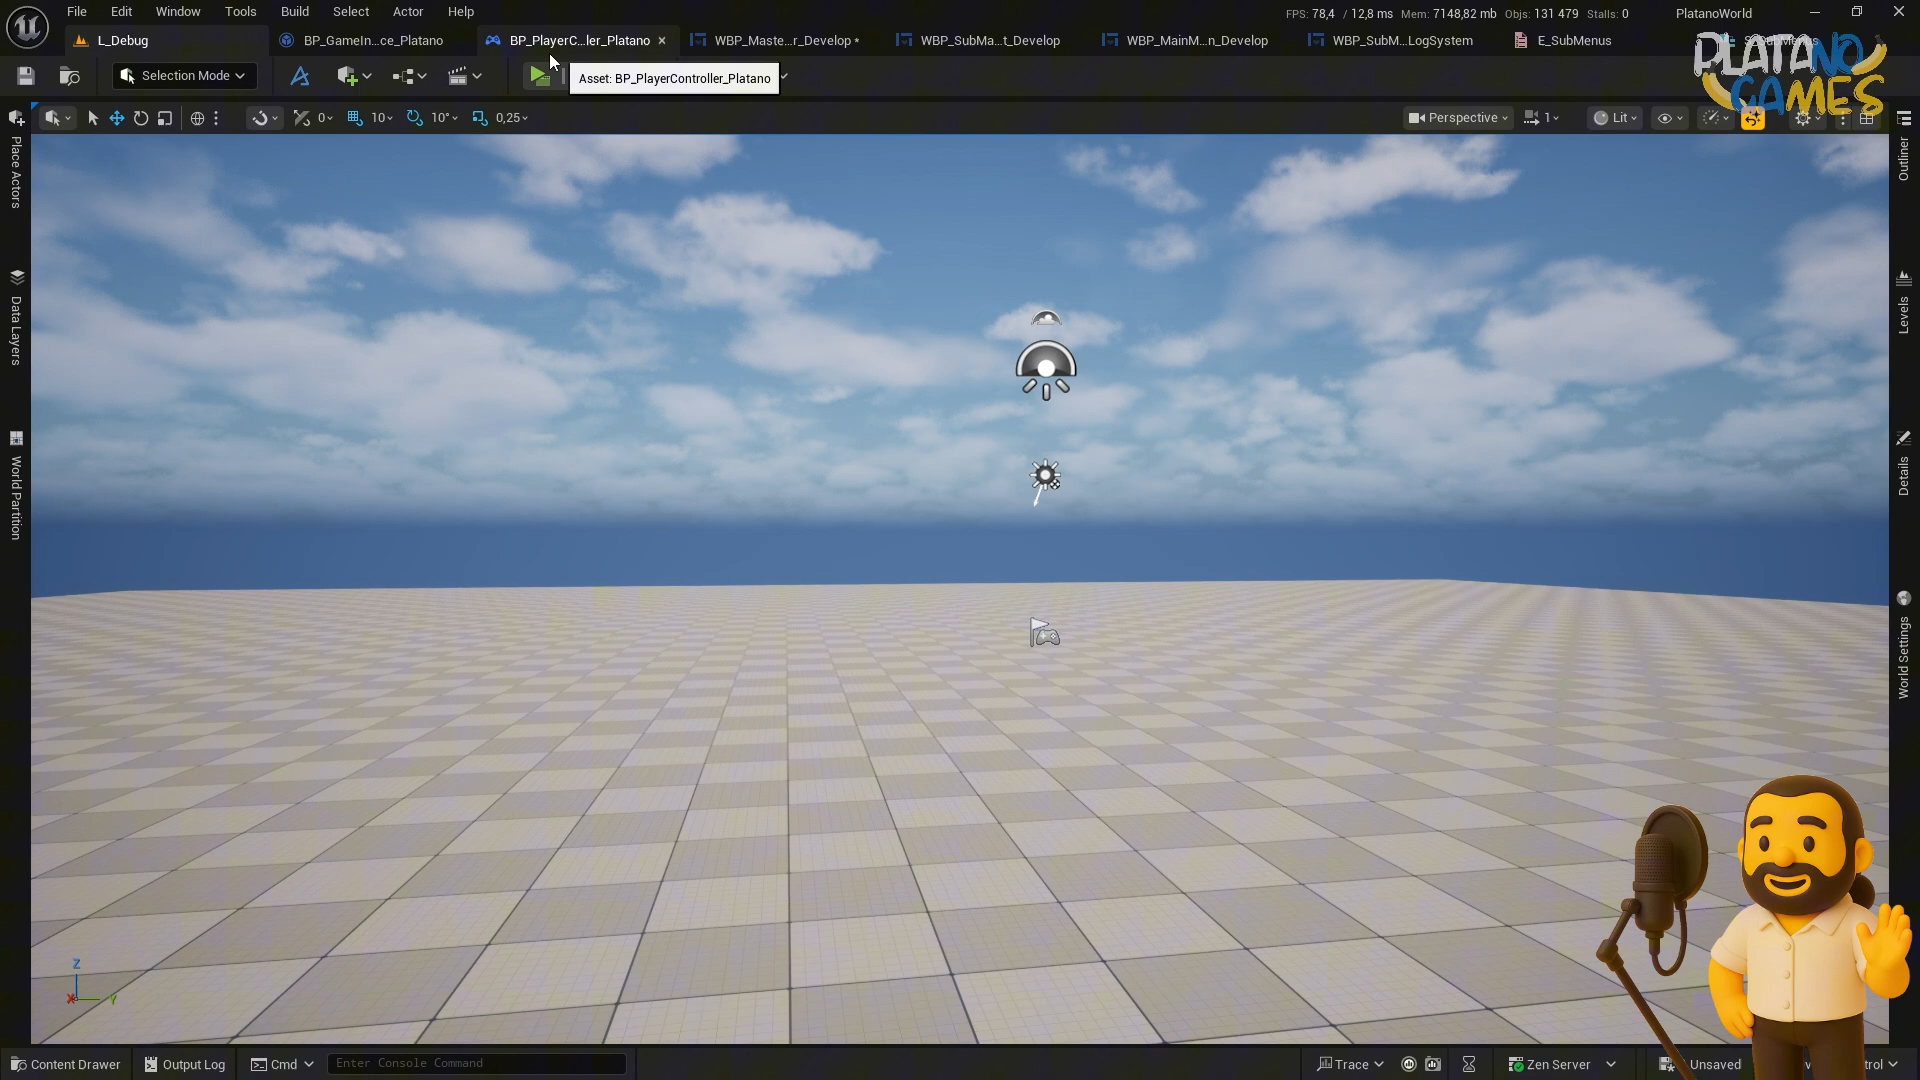 File Edit Window Tools Build Select Actor Help
FPS: 78,4 / 12,8 ms Mem: 7148,82 mb Objs: 131 479 Stalls: 0 PlatanoWorld
L_Debug BP_GameIn...ce_Platano BP_PlayerC...ler_Platano WBP_Maste...r_Develop* WBP_SubMa...t_Develop WBP_MainM...n_Develop WBP_SubM...LogSystem E_SubMenus
PLATANO
GAMES
Selection Mode
Asset: BP_PlayerController_Platano
0 10 10° 0,25 Perspective 1 Lit
Place Actors
Data Layers
World Partition
Outliner
Levels
Details
World Settings
Z
X Y
Content Drawer Output Log Cmd Enter Console Command Trace Zen Server Unsaved